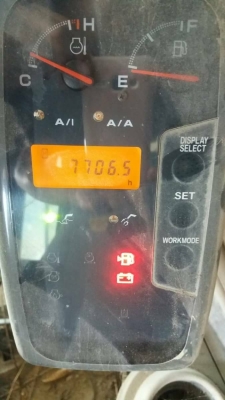 H F
C E
A/I A/A
DISPLAY
SELECT
7706.5
h
SET
WORKMODE